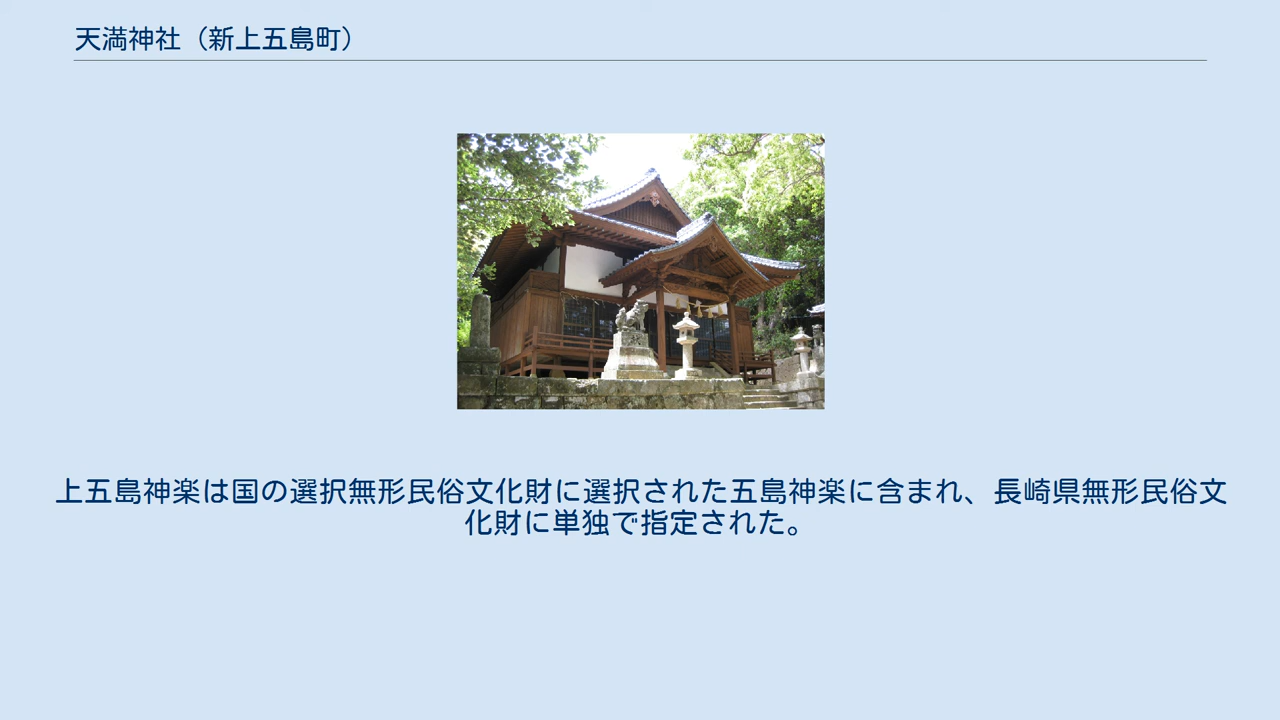 天満神社（新上五島町）
上五島神楽は国の選択無形民俗文化財に選択された五島神楽に含まれ、長崎県無形民俗文
化財に単独で指定された。